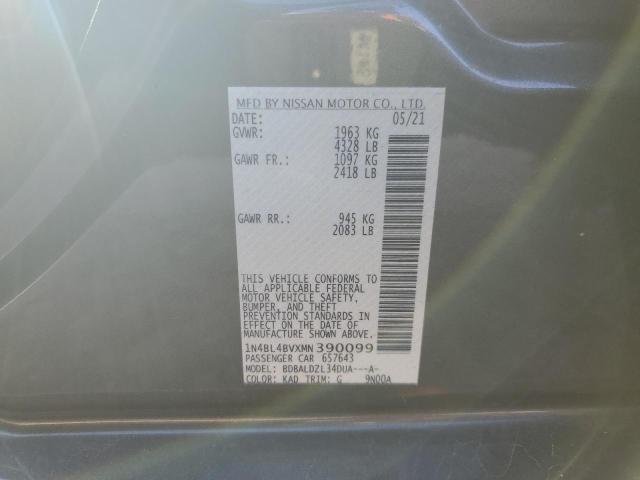 MFD BY NISSAN MOTOR CO., LTD.
DATE: 05/21
GVWR: 1963 KG
4328 LB
GAWR FR.: 1097 KG
2418 LB
GAWR RR.: 945 KG
2083 LB
THIS VEHICLE CONFORMS TO
ALL APPLICABLE FEDERAL
MOTOR VEHICLE SAFETY,
BUMPER, AND THEFT
PREVENTION STANDARDS IN
EFFECT ON THE DATE OF
MANUFACTURE SHOWN ABOVE.
1N4BL4BVXMN390099
PASSENGER CAR 657643
MODEL: BDBALDZL34DUA---A-
COLOR: KAD TRIM: G 9N00A